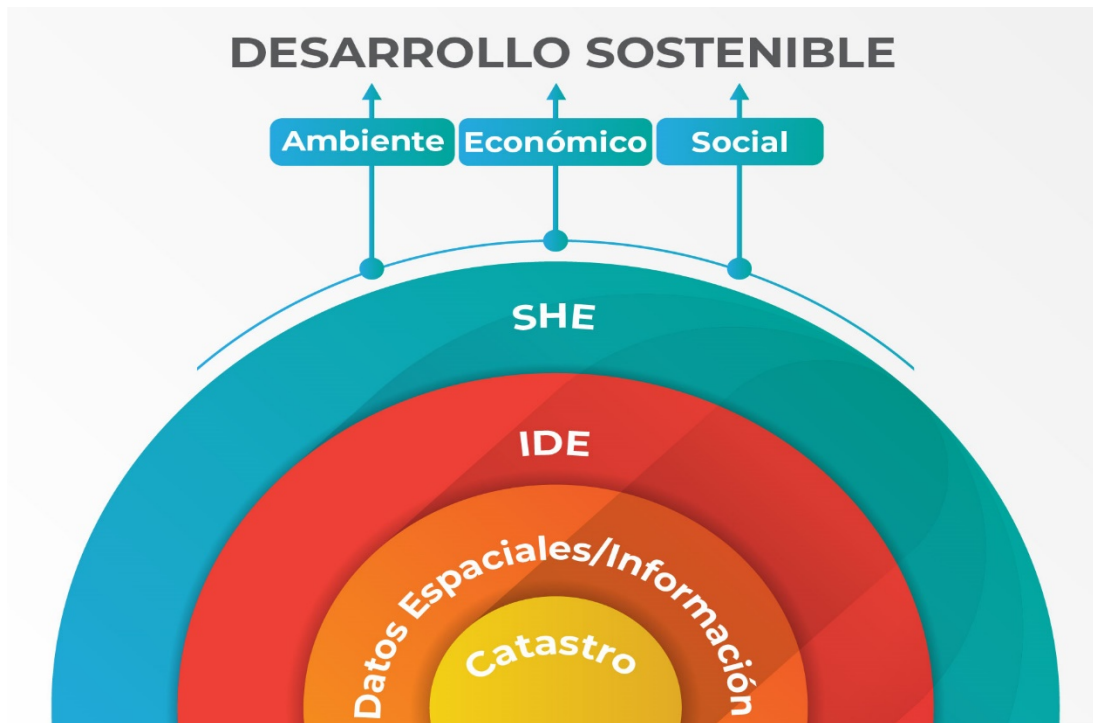 DESARROLLO SOSTENIBLE
Ambiente
Económico
Social
SHE
IDE
Datos Espaciales/Información
Catastro